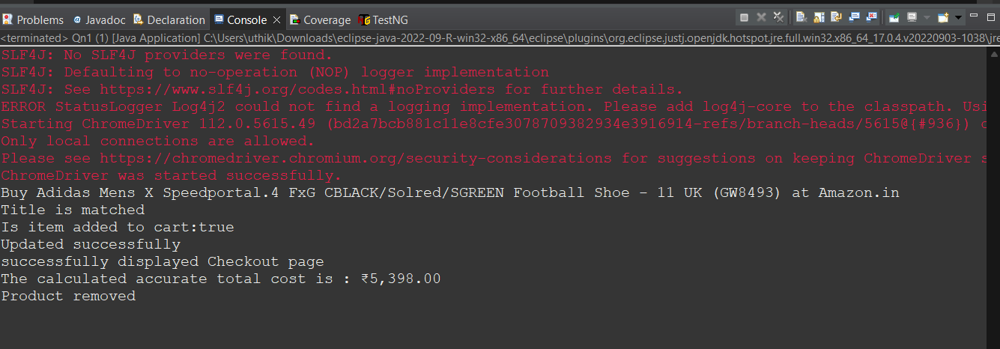 Problems @ Javadoc Declaration Console Coverage TestNG
<terminated> Qn1 (1) [Java Application] C:\Users\uthik\Downloads\eclipse-java-2022-09-R-win32-x86_64\eclipse\plugins\org.eclipse.justj.openjdk.hotspot.jre.full.win32.x86_64_17.0.4.v20220903-1038\jre
SLF4J: No SLF4J providers were found.
SLF4J: Defaulting to no-operation (NOP) logger implementation
SLF4J: See https://www.slf4j.org/codes.html#noProviders for further details.
ERROR StatusLogger Log4j2 could not find a logging implementation. Please add log4j-core to the classpath. Usi
Starting ChromeDriver 112.0.5615.49 (bd2a7bcb881c11e8cfe3078709382934e3916914-refs/branch-heads/5615@{#936}) o
Only local connections are allowed.
Please see https://chromedriver.chromium.org/security-considerations for suggestions on keeping ChromeDriver s
ChromeDriver was started successfully.
Buy Adidas Mens X Speedportal.4 FxG CBLACK/Solred/SGREEN Football Shoe - 11 UK (GW8493) at Amazon.in
Title is matched
Is item added to cart:true
Updated successfully
successfully displayed Checkout page
The calculated accurate total cost is : ₹5,398.00
Product removed